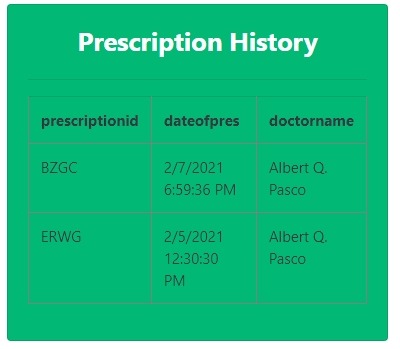 Prescription History
prescriptionid dateofpres doctorname
BZGC 2/7/2021 Albert Q.
6:59:36 PM Pasco
ERWG 2/5/2021 Albert Q.
12:30:30 Pasco
PM